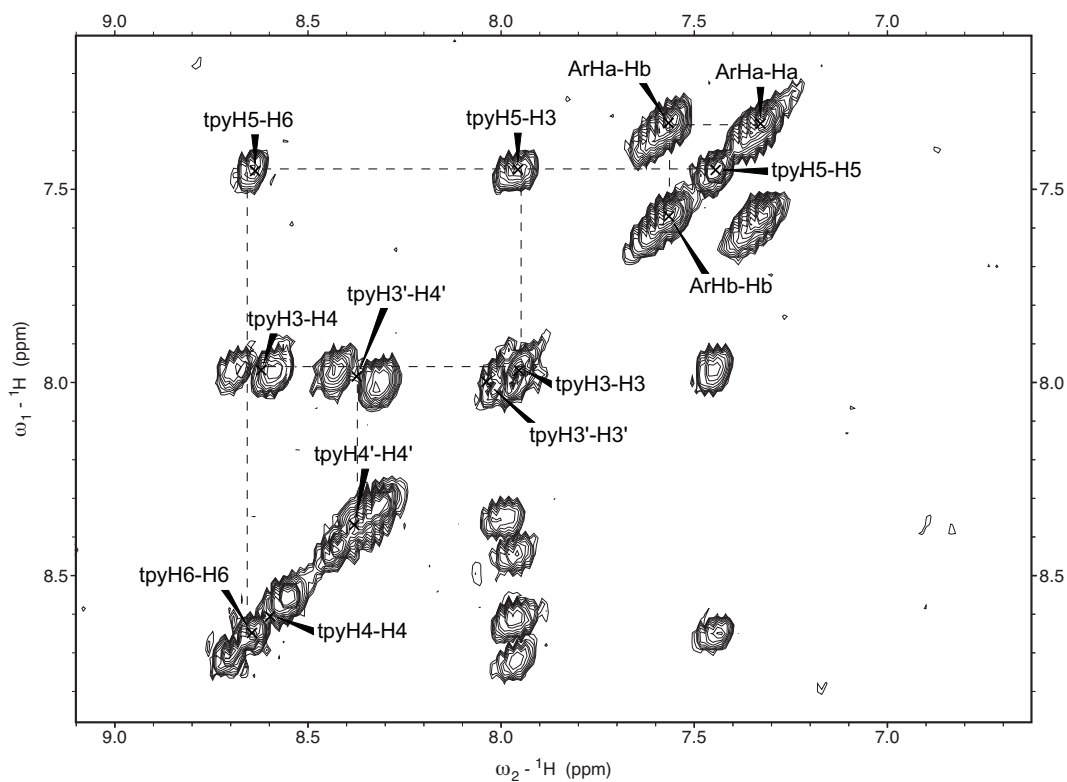 9.0 8.5 8.0 7.5 7.0
ArHa-Hb ArHa-Ha
tpyH5-H6 tpyH5-H3
tpyH5-H5
7.5 7.5
ArHb-Hb
tpyH3'-H4'
tpyH3-H4
8.0 8.0
tpyH3-H3
tpyH3'-H3'
tpyH4'-H4'
8.5 8.5
tpyH6-H6
tpyH4-H4
ω1 - 1H (ppm)
9.0 8.5 8.0 7.5 7.0
ω2 - 1H (ppm)